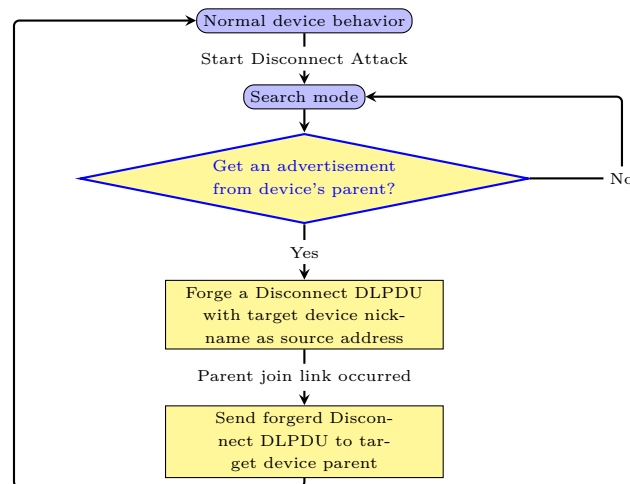 Normal device behavior
Start Disconnect Attack
Search mode
Get an advertisement
from device's parent?
No
Yes
Forge a Disconnect DLPDU
with target device nick-
name as source address
Parent join link occurred
Send forgerd Discon-
nect DLPDU to tar-
get device parent